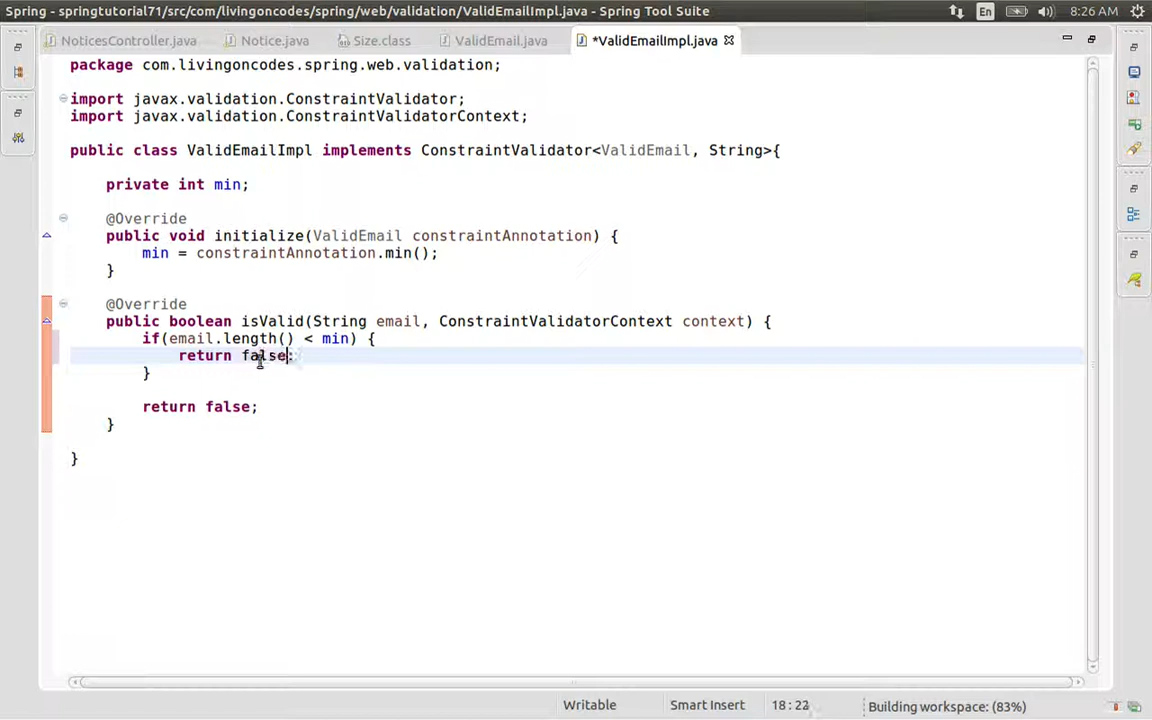 Spring - springtutorial71/src/com/livingoncodes/spring/web/validation/ValidEmailImpl.java - Spring Tool Suite
En
8:26 AM
NoticesController.java
Notice.java
Size.class
ValidEmail.java
*ValidEmailImpl.java
package com.livingoncodes.spring.web.validation;
import javax.validation.ConstraintValidator;
import javax.validation.ConstraintValidatorContext;
public class ValidEmailImpl implements ConstraintValidator<ValidEmail, String>{
private int min;
@Override
public void initialize(ValidEmail constraintAnnotation) {
min = constraintAnnotation.min();
}
@Override
public boolean isValid(String email, ConstraintValidatorContext context) {
if(email.length() < min) {
return false;
}
return false;
}
}
Writable
Smart Insert
18:22
Building workspace: (83%)